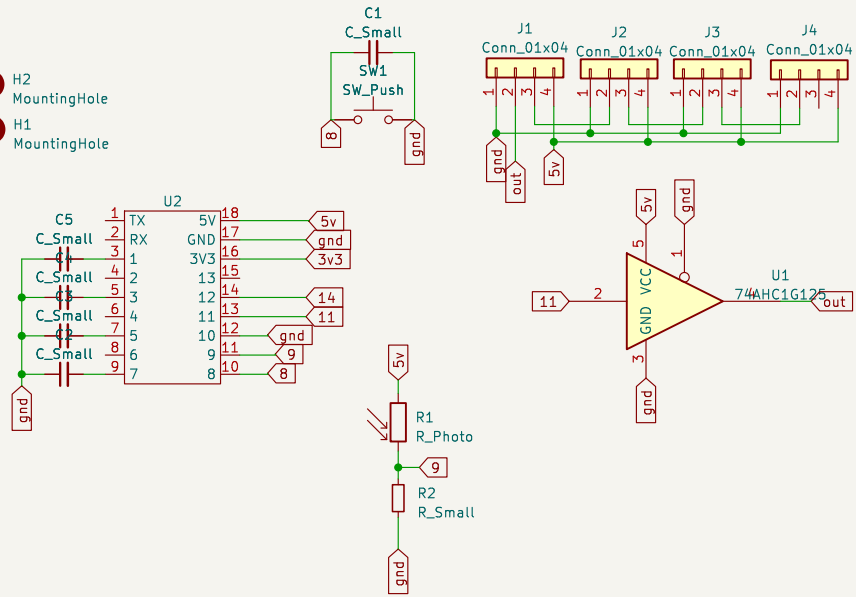 C1
C_Small
SW1
SW_Push
8
gnd
J1
Conn_01x04
J2
Conn_01x04
J3
Conn_01x04
J4
Conn_01x04
1 2 3 4
1 2 3 4
1 2 3 4
1 2 3 4
gnd
out
5v
H2
MountingHole
H1
MountingHole
U2
1 TX 5V 18 5v
2 RX GND 17 gnd
3 1 3V3 16 3v3
4 2 13 15
5 3 12 14 14
6 4 11 13 11
7 5 10 12 gnd
8 6 9 11 9
9 7 8 10 8
C5
C_Small
C4
C_Small
C3
C_Small
C2
C_Small
gnd
5v
R1
R_Photo
9
R2
R_Small
gnd
5v
gnd
5
1
11
2
VCC
GND
U1
74AHC1G125
4
out
3
gnd